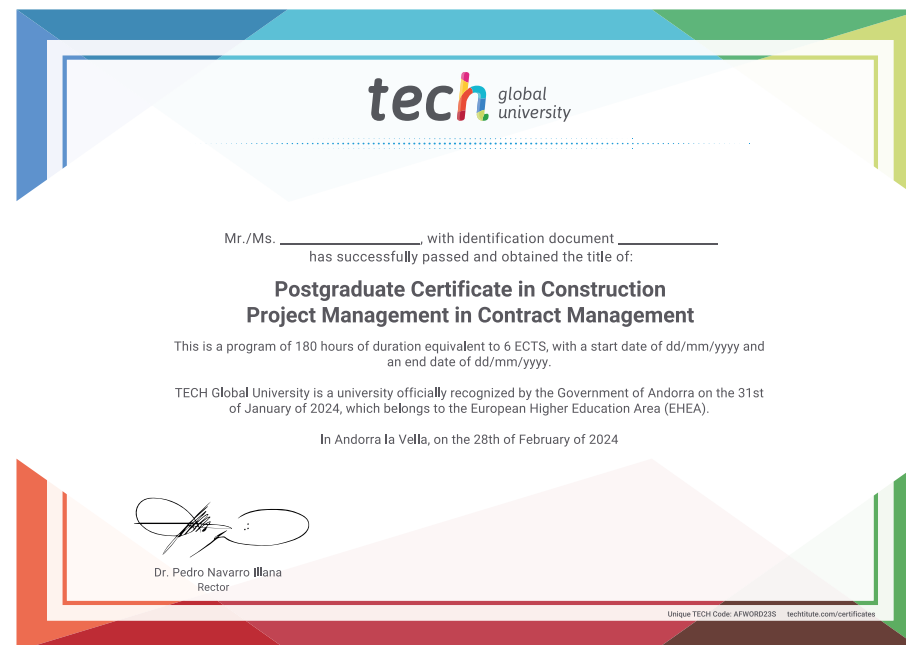 tech global university
Mr./Ms. ____________, with identification document ____________
has successfully passed and obtained the title of:
Postgraduate Certificate in Construction
Project Management in Contract Management
This is a program of 180 hours of duration equivalent to 6 ECTS, with a start date of dd/mm/yyyy and
an end date of dd/mm/yyyy.
TECH Global University is a university officially recognized by the Government of Andorra on the 31st
of January of 2024, which belongs to the European Higher Education Area (EHEA).
In Andorra la Vella, on the 28th of February of 2024
Dr. Pedro Navarro Illana
Rector
Unique TECH Code: AFWORD23S techtitute.com/certificates